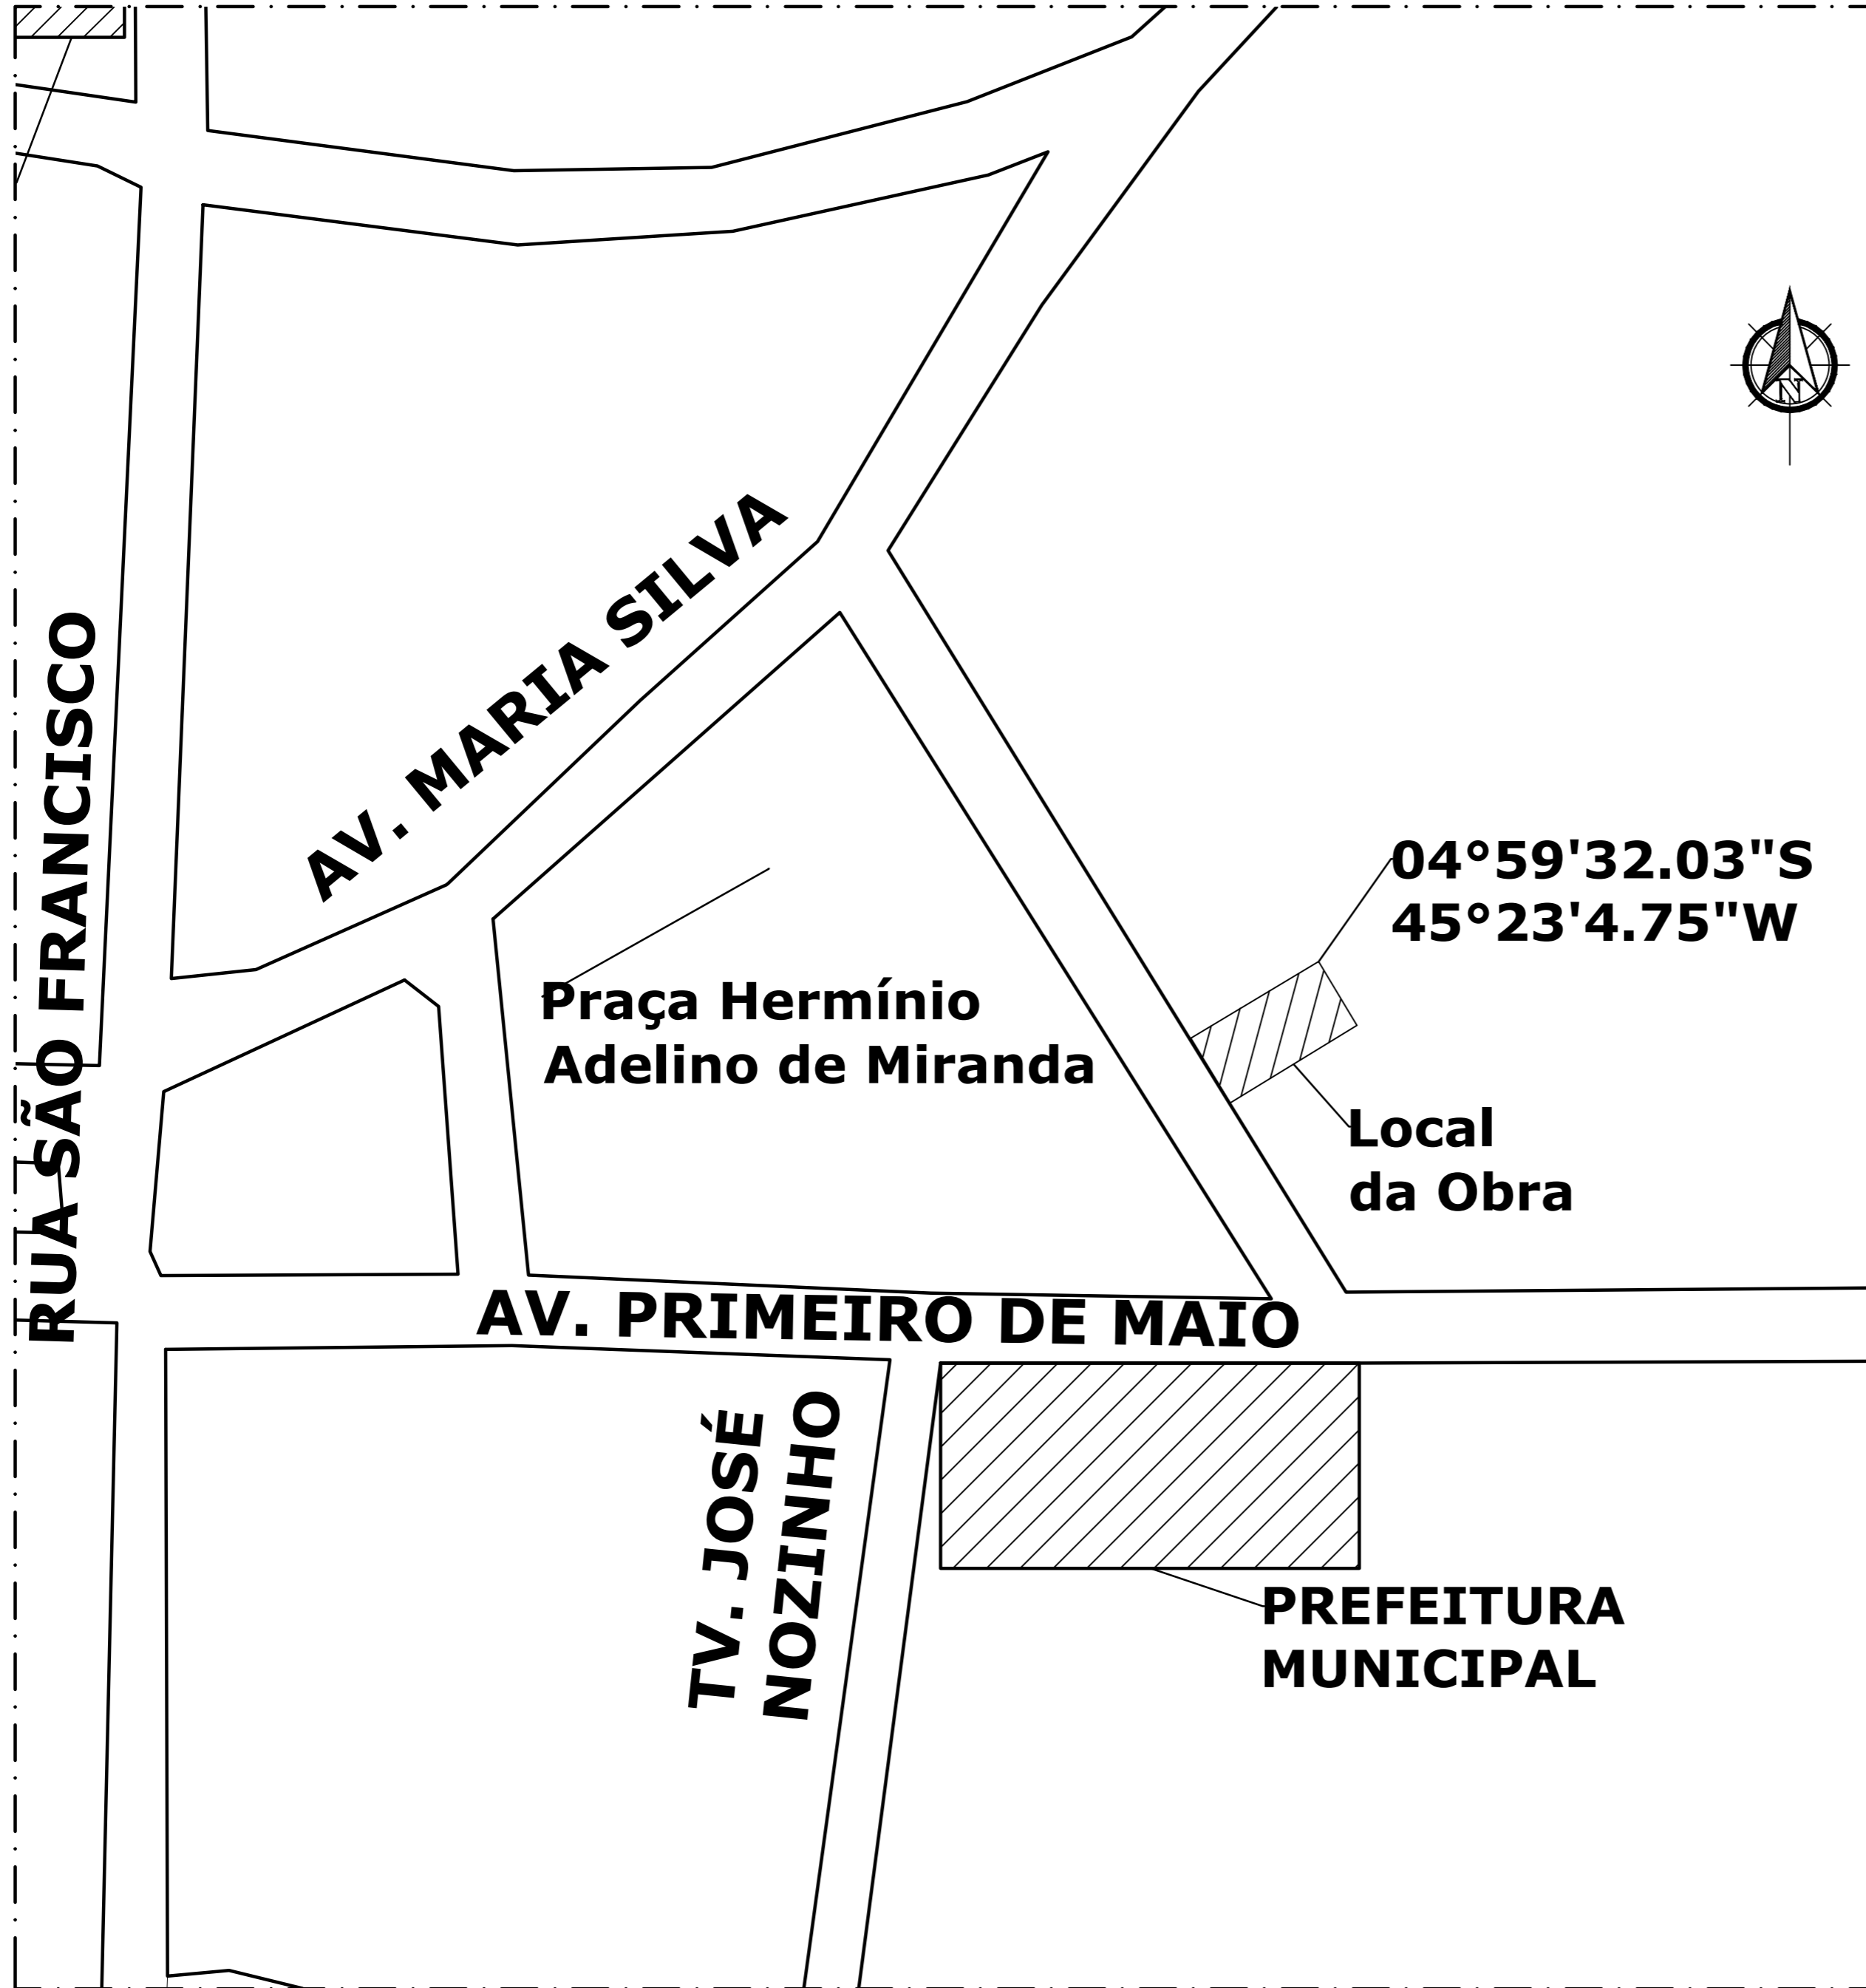 N
AV. MARIA SILVA
RUA SÃO FRANCISCO
04°59'32.03"S
45°23'4.75"W
Praça Hermínio
Adelino de Miranda
Local
da Obra
AV. PRIMEIRO DE MAIO
TV. JOSÉ
NOZINHO
PREFEITURA
MUNICIPAL